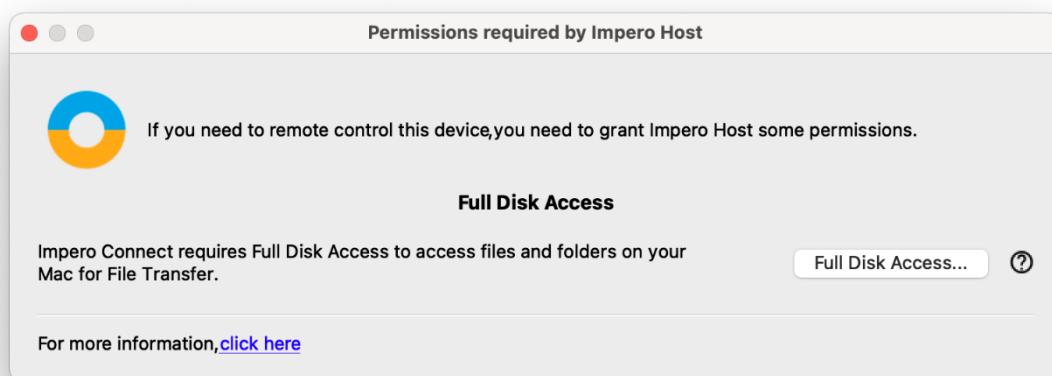 Permissions required by Impero Host
If you need to remote control this device,you need to grant Impero Host some permissions.
Full Disk Access
Impero Connect requires Full Disk Access to access files and folders on your
Mac for File Transfer.
Full Disk Access...
?
For more information,click here